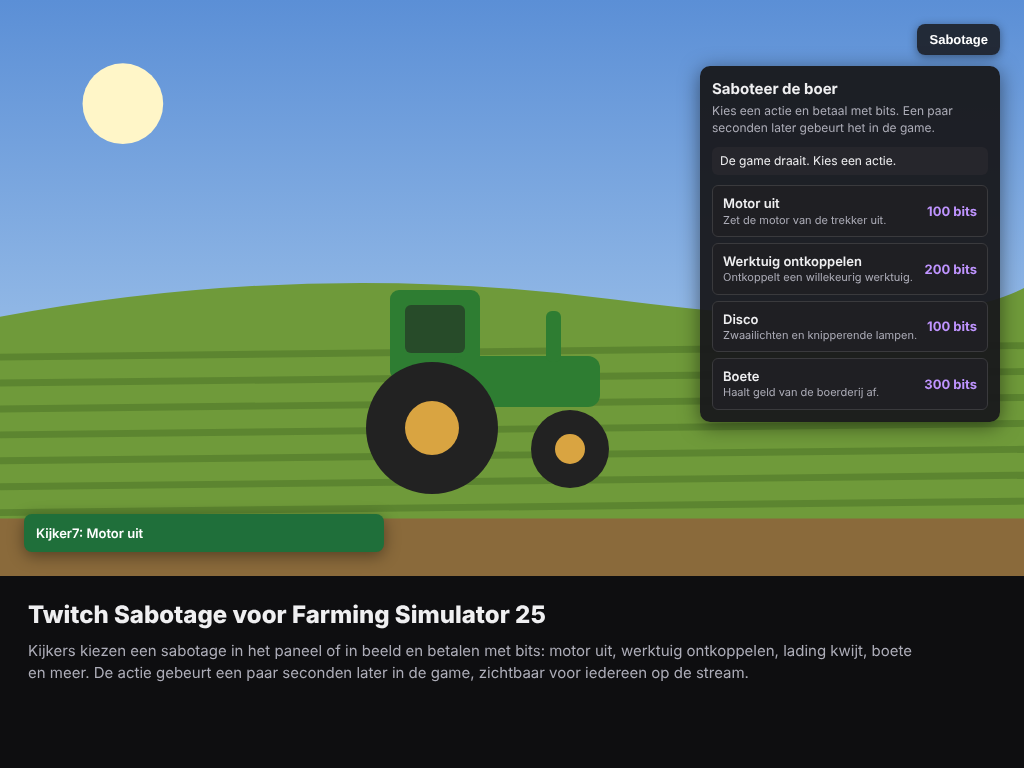 Sabotage
Saboteer de boer
Kies een actie en betaal met bits. Een paar
seconden later gebeurt het in de game.
De game draait. Kies een actie.
Motor uit
Zet de motor van de trekker uit.
100 bits
Werktuig ontkoppelen
Ontkoppelt een willekeurig werktuig.
200 bits
Disco
Zwaailichten en knipperende lampen.
100 bits
Boete
Haalt geld van de boerderij af.
300 bits
Kijker7: Motor uit
Twitch Sabotage voor Farming Simulator 25
Kijkers kiezen een sabotage in het paneel of in beeld en betalen met bits: motor uit, werktuig ontkoppelen, lading kwijt, boete
en meer. De actie gebeurt een paar seconden later in de game, zichtbaar voor iedereen op de stream.